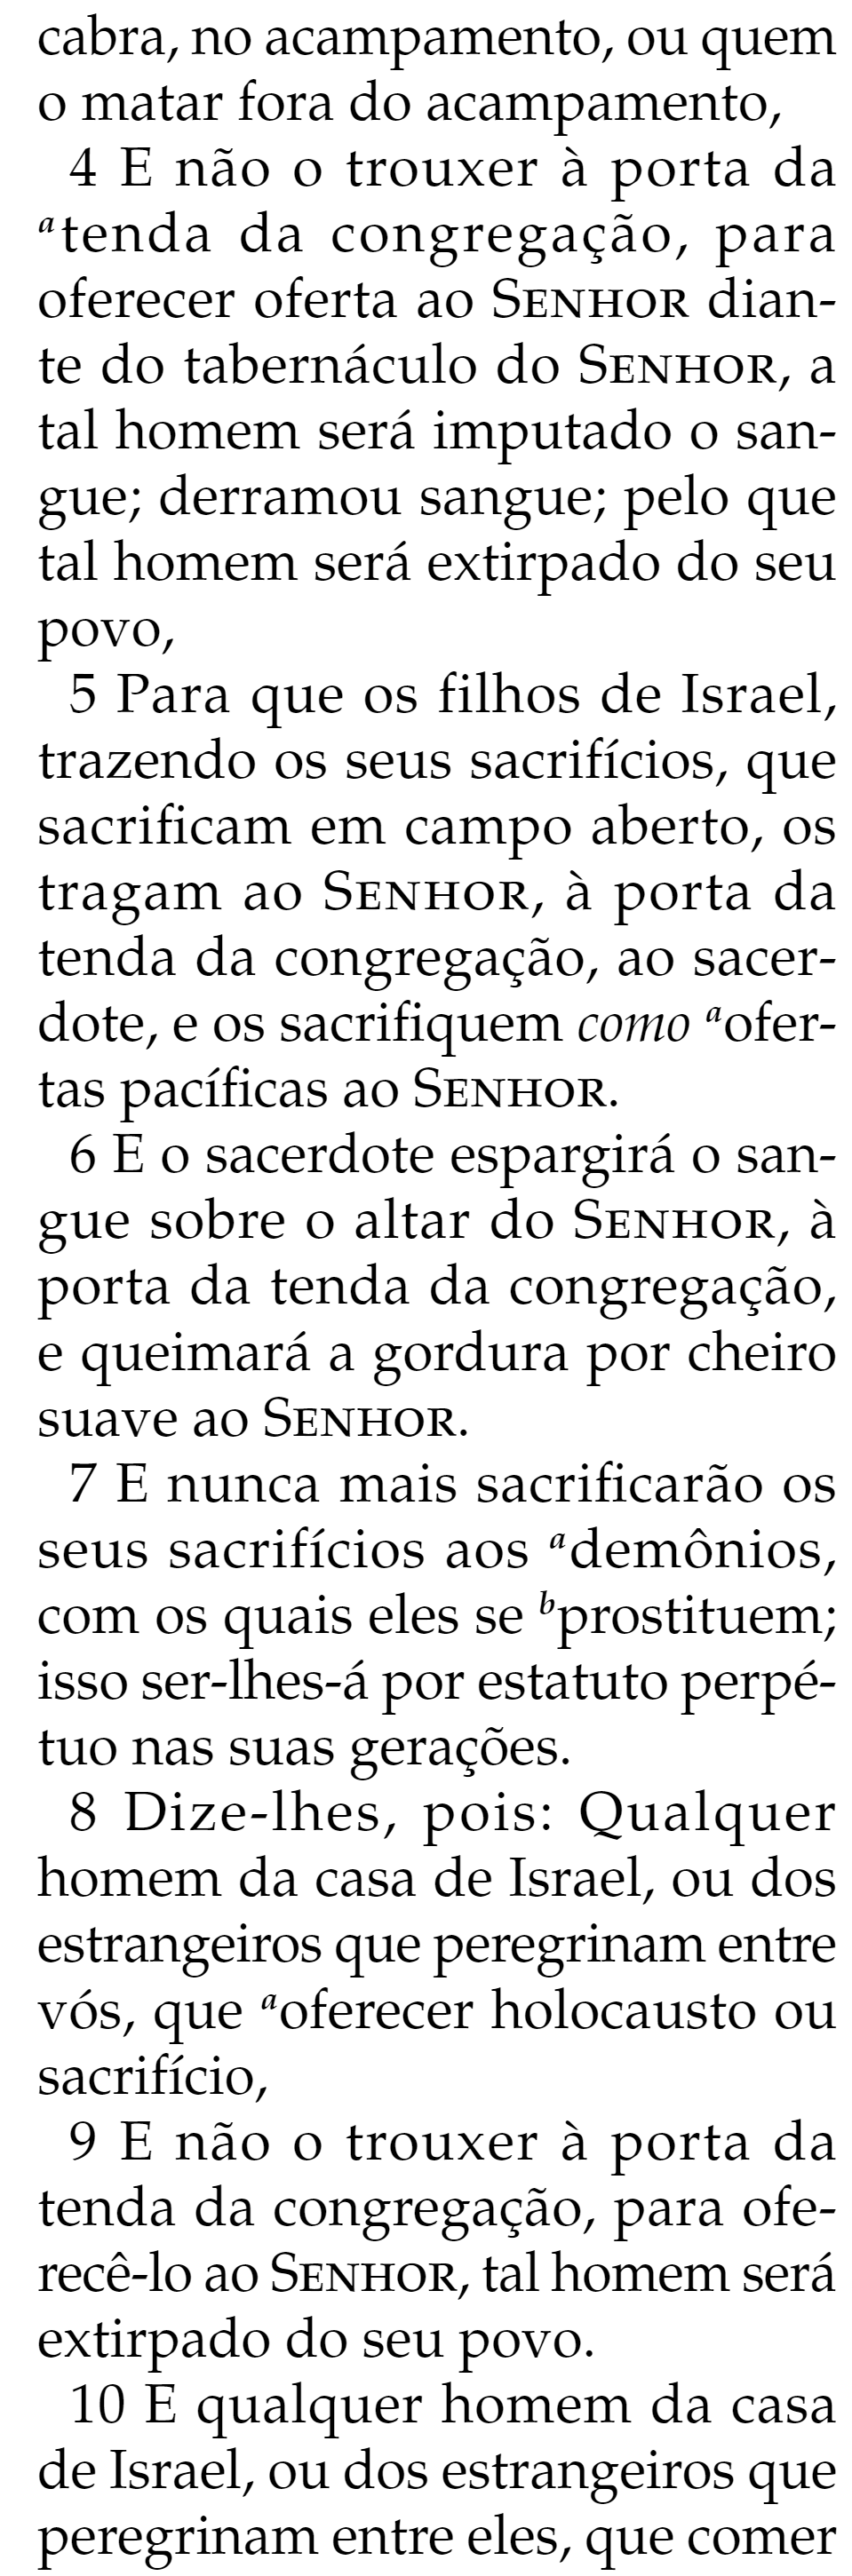 cabra, no acampamento, ou quem
o matar fora do acampamento,
4 E não o trouxer à porta da
a tenda da congregação, para
oferecer oferta ao SENHOR dian-
te do tabernáculo do SENHOR, a
tal homem será imputado o san-
gue; derramou sangue; pelo que
tal homem será extirpado do seu
povo,
5 Para que os filhos de Israel,
trazendo os seus sacrifícios, que
sacrificam em campo aberto, os
tragam ao SENHOR, à porta da
tenda da congregação, ao sacer-
dote, e os sacrifiquem como aofer-
tas pacíficas ao SENHOR.
6 E o sacerdote espargirá o san-
gue sobre o altar do SENHOR, à
porta da tenda da congregação,
e queimará a gordura por cheiro
suave ao SENHOR.
7 E nunca mais sacrificarão os
seus sacrifícios aos ademônios,
com os quais eles se bprostituem;
isso ser-lhes-á por estatuto perpé-
tuo nas suas gerações.
8 Dize-lhes, pois: Qualquer
homem da casa de Israel, ou dos
estrangeiros que peregrinam entre
vós, que aoferecer holocausto ou
sacrifício,
9 E não o trouxer à porta da
tenda da congregação, para ofe-
recê-lo ao SENHOR, tal homem será
extirpado do seu povo.
10 E qualquer homem da casa
de Israel, ou dos estrangeiros que
peregrinam entre eles, que comer